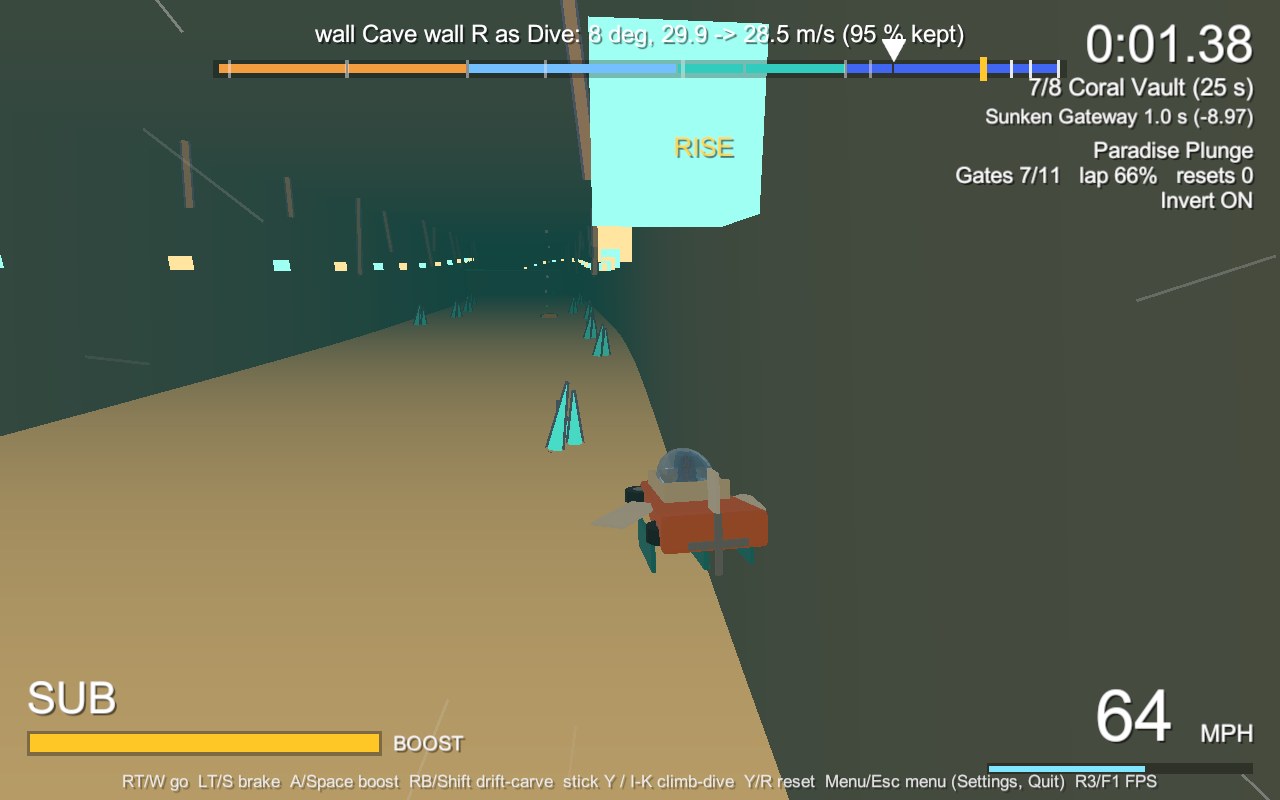 wall Cave wall R as Dive: 8 deg, 29.9 -> 28.5 m/s (95 % kept)
0:01.38
7/8 Coral Vault (25 s)
Sunken Gateway 1.0 s (-8.97)
RISE
Paradise Plunge
Gates 7/11 lap 66% resets 0
Invert ON
SUB
BOOST
64 MPH
RT/W go LT/S brake A/Space boost RB/Shift drift-carve stick Y / I-K climb-dive Y/R reset Menu/Esc menu (Settings, Quit) R3/F1 FPS